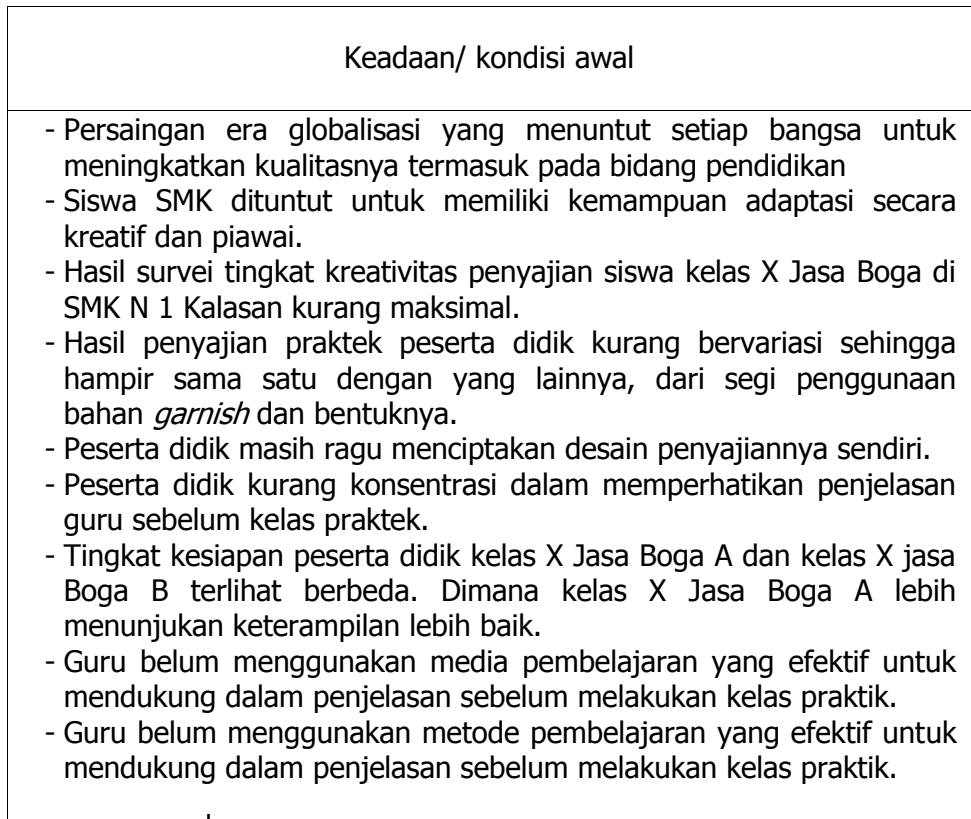 Keadaan/ kondisi awal
- Persaingan era globalisasi yang menuntut setiap bangsa untuk
meningkatkan kualitasnya termasuk pada bidang pendidikan
- Siswa SMK dituntut untuk memiliki kemampuan adaptasi secara
kreatif dan piawai.
- Hasil survei tingkat kreativitas penyajian siswa kelas X Jasa Boga di
SMK N 1 Kalasan kurang maksimal.
- Hasil penyajian praktek peserta didik kurang bervariasi sehingga
hampir sama satu dengan yang lainnya, dari segi penggunaan
bahan garnish dan bentuknya.
- Peserta didik masih ragu menciptakan desain penyajiannya sendiri.
- Peserta didik kurang konsentrasi dalam memperhatikan penjelasan
guru sebelum kelas praktek.
- Tingkat kesiapan peserta didik kelas X Jasa Boga A dan kelas X jasa
Boga B terlihat berbeda. Dimana kelas X Jasa Boga A lebih
menunjukan keterampilan lebih baik.
- Guru belum menggunakan media pembelajaran yang efektif untuk
mendukung dalam penjelasan sebelum melakukan kelas praktik.
- Guru belum menggunakan metode pembelajaran yang efektif untuk
mendukung dalam penjelasan sebelum melakukan kelas praktik.